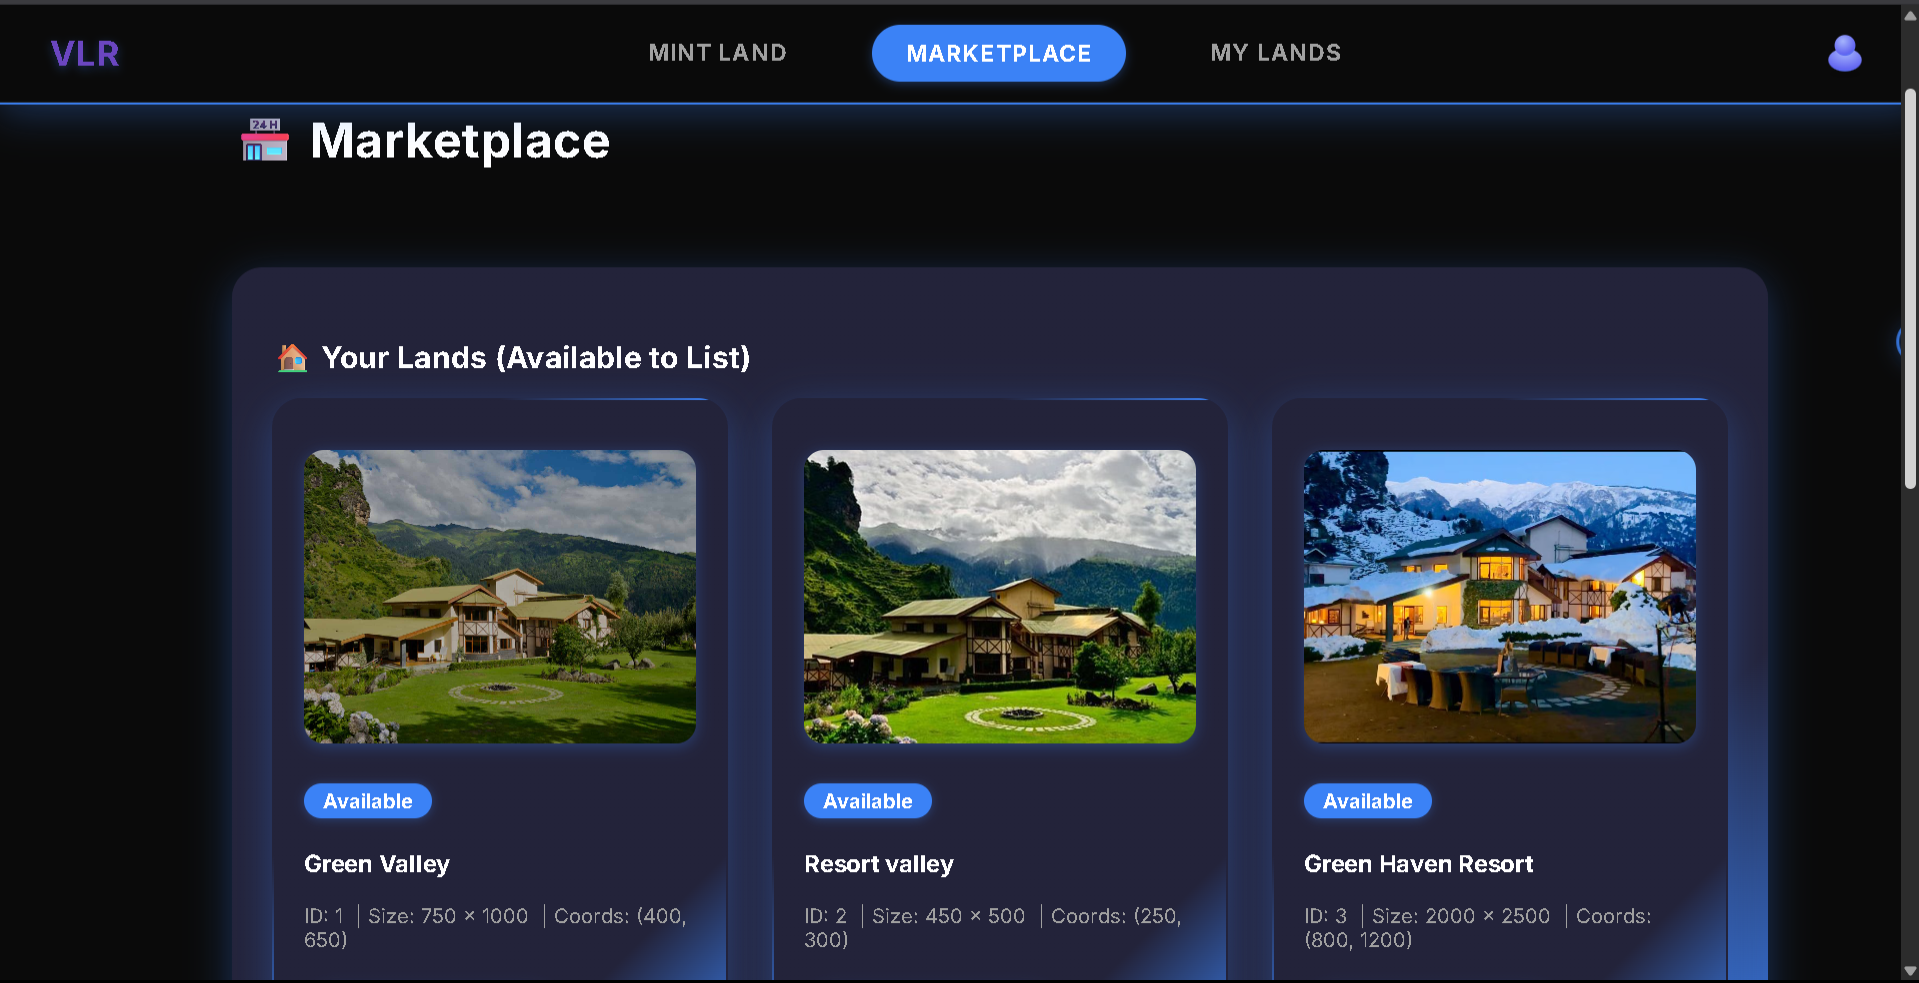 VLR
MINT LAND
MARKETPLACE
MY LANDS
24H
Marketplace
Your Lands (Available to List)
Available
Green Valley
ID: 1 | Size: 750 × 1000 | Coords: (400,
650)
Available
Resort valley
ID: 2 | Size: 450 × 500 | Coords: (250,
300)
Available
Green Haven Resort
ID: 3 | Size: 2000 × 2500 | Coords:
(800, 1200)